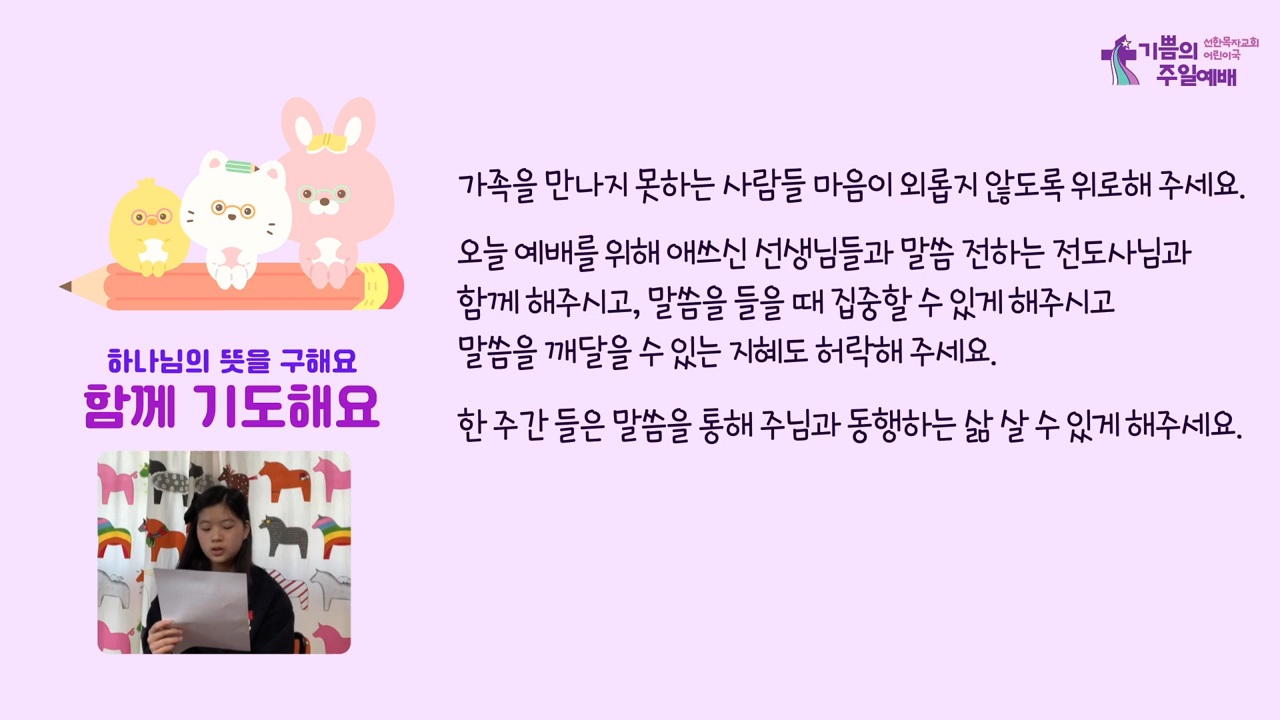 기쁨의
주일예배
선한목자교회
어린이국
가족을 만나지 못하는 사람들 마음이 외롭지 않도록 위로해 주세요.
오늘 예배를 위해 애쓰신 선생님들과 말씀 전하는 전도사님과
함께 해주시고, 말씀을 들을 때 집중할 수 있게 해주시고
말씀을 깨달을 수 있는 지혜도 허락해 주세요.
한 주간 들은 말씀을 통해 주님과 동행하는 삶 살 수 있게 해주세요.
하나님의 뜻을 구해요
함께 기도해요